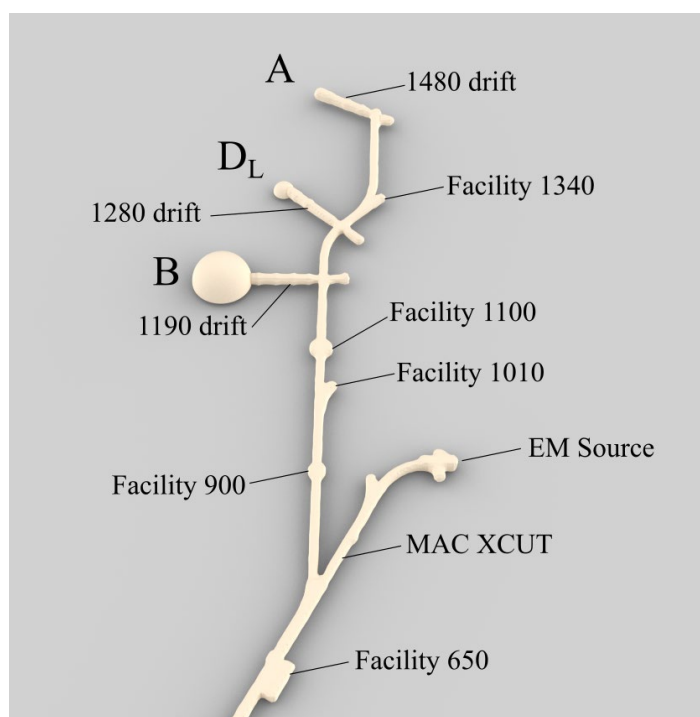 A
1480 drift
D_L
Facility 1340
1280 drift
B
1190 drift
Facility 1100
Facility 1010
EM Source
Facility 900
MAC XCUT
Facility 650